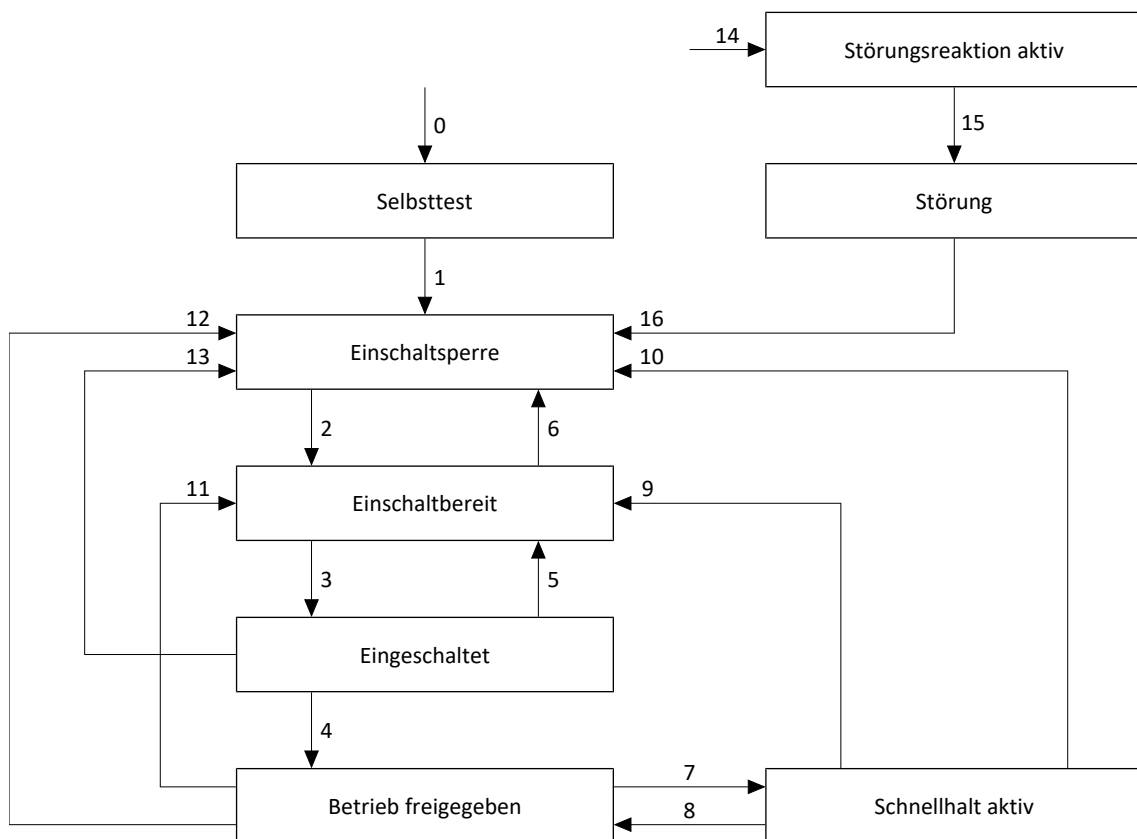 14
Störungsreaktion aktiv
0
15
Selbsttest
Störung
1
12
16
Einschaltsperre
13
10
2
6
11
Einschaltbereit
9
3
5
Eingeschaltet
4
7
Betrieb freigegeben
8
Schnellhalt aktiv